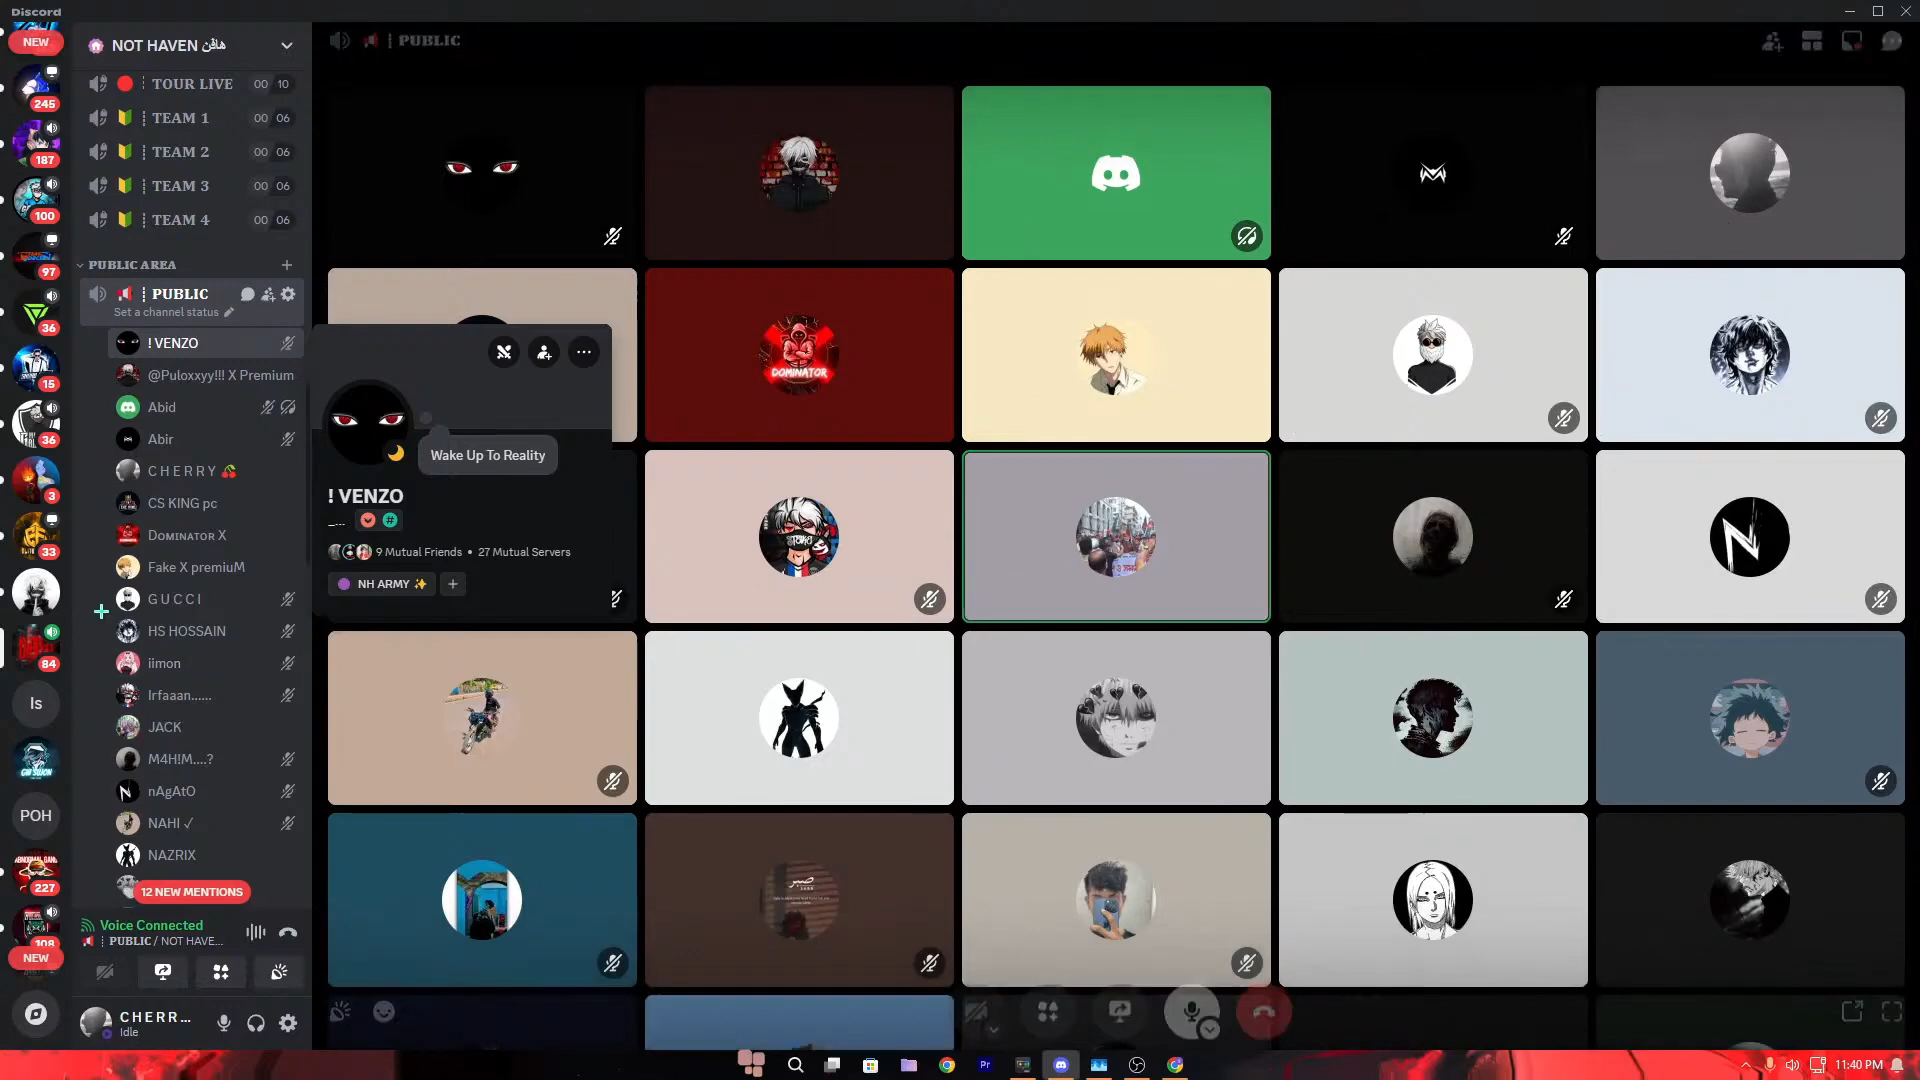 Discord
NEW
245
187
100
97
36
15
36
3
33
84
Is
POH
227
108
NEW
NOT HAVEN هافن
TOUR LIVE 00 10
TEAM 1 00 06
TEAM 2 00 06
TEAM 3 00 06
TEAM 4 00 06
PUBLIC AREA
PUBLIC
Set a channel status
! VENZO
@Puloxxyy!!! X Premium
Abid
Abir
C H E R R Y 🍒
CS KING pc
DOMINATOR X
Fake X premiuM
G U C C I
HS HOSSAIN
iimon
Irfaaan......
JACK
M4H!M....?
nAgAtO
NAHI ✓
NAZRIX
12 NEW MENTIONS
Voice Connected
PUBLIC / NOT HAVE...
C H E R R...
Idle
PUBLIC
Wake Up To Reality
! VENZO
_...
9 Mutual Friends • 27 Mutual Servers
NH ARMY ✨
DOMINATOR
صبر
Pr
11:40 PM